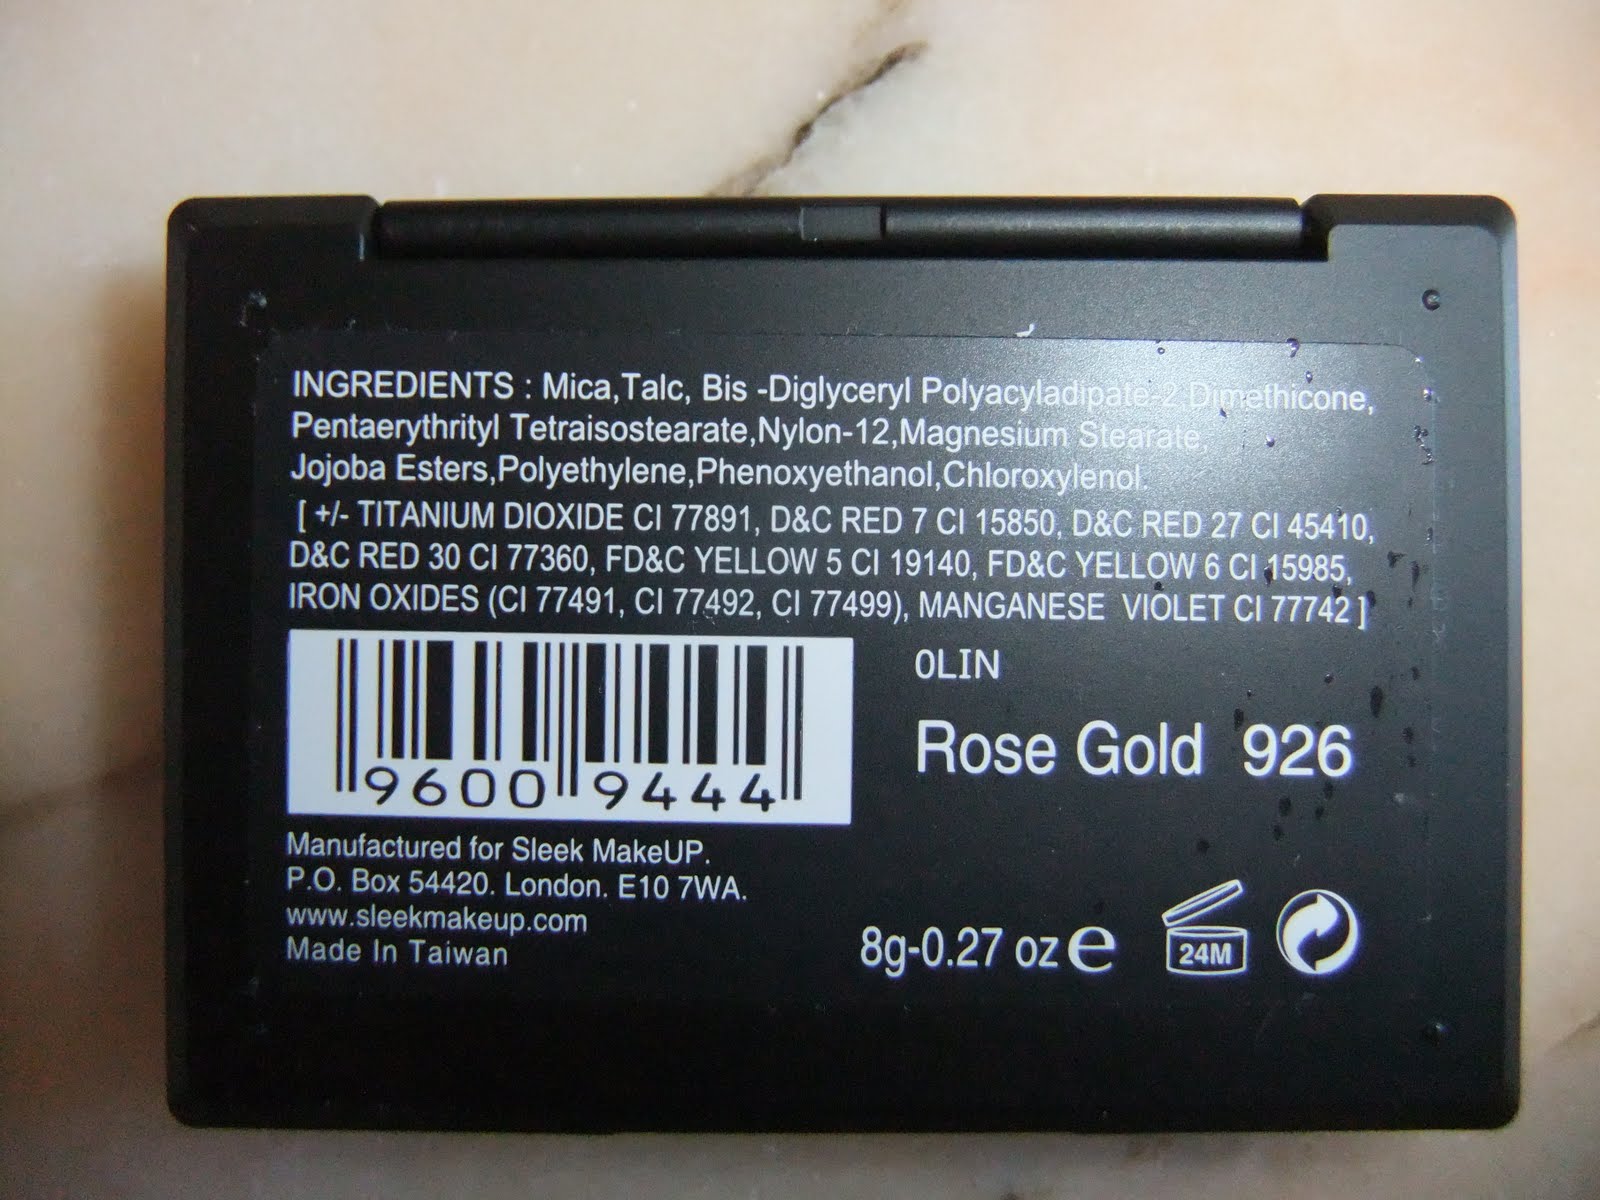 INGREDIENTS : Mica,Talc, Bis -Diglyceryl Polyacyladipate-2,Dimethicone,
Pentaerythrityl Tetraisostearate,Nylon-12,Magnesium Stearate,
Jojoba Esters,Polyethylene,Phenoxyethanol,Chloroxylenol.
[ +/- TITANIUM DIOXIDE CI 77891, D&C RED 7 CI 15850, D&C RED 27 CI 45410,
D&C RED 30 CI 77360, FD&C YELLOW 5 CI 19140, FD&C YELLOW 6 CI 15985,
IRON OXIDES (CI 77491, CI 77492, CI 77499), MANGANESE VIOLET CI 77742 ]
9600 9444
0LIN
Rose Gold 926
Manufactured for Sleek MakeUP.
P.O. Box 54420. London. E10 7WA.
www.sleekmakeup.com
Made In Taiwan
8g-0.27 oz e
24M